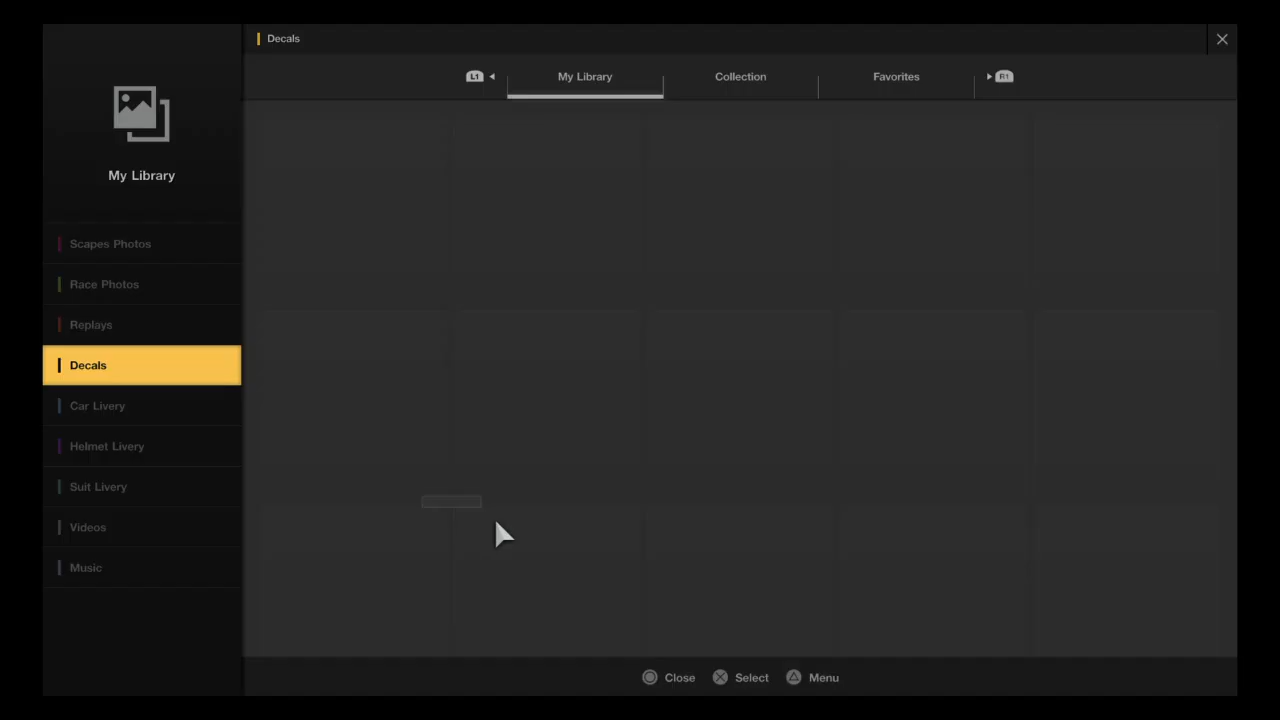 Decals
L1
My Library
Collection
Favorites
R1
My Library
Scapes Photos
Race Photos
Replays
Decals
Car Livery
Helmet Livery
Suit Livery
Videos
Music
Close
Select
Menu